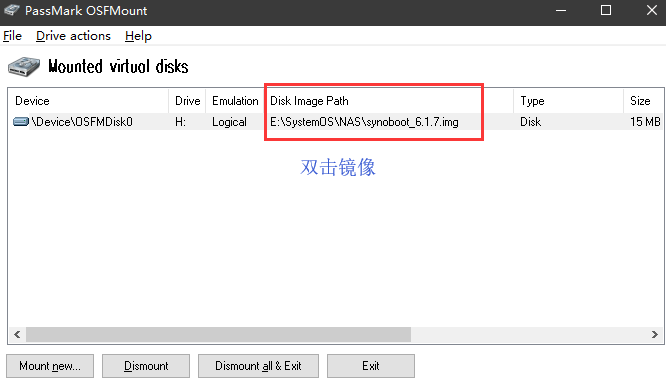 PassMark OSFMount
File Drive actions Help
Mounted virtual disks
Device Drive Emulation Disk Image Path Type Size
\Device\OSFMDisk0 H: Logical E:\SystemOS\NAS\synoboot_6.1.7.img Disk 15 MB
双击镜像
Mount new... Dismount Dismount all & Exit Exit